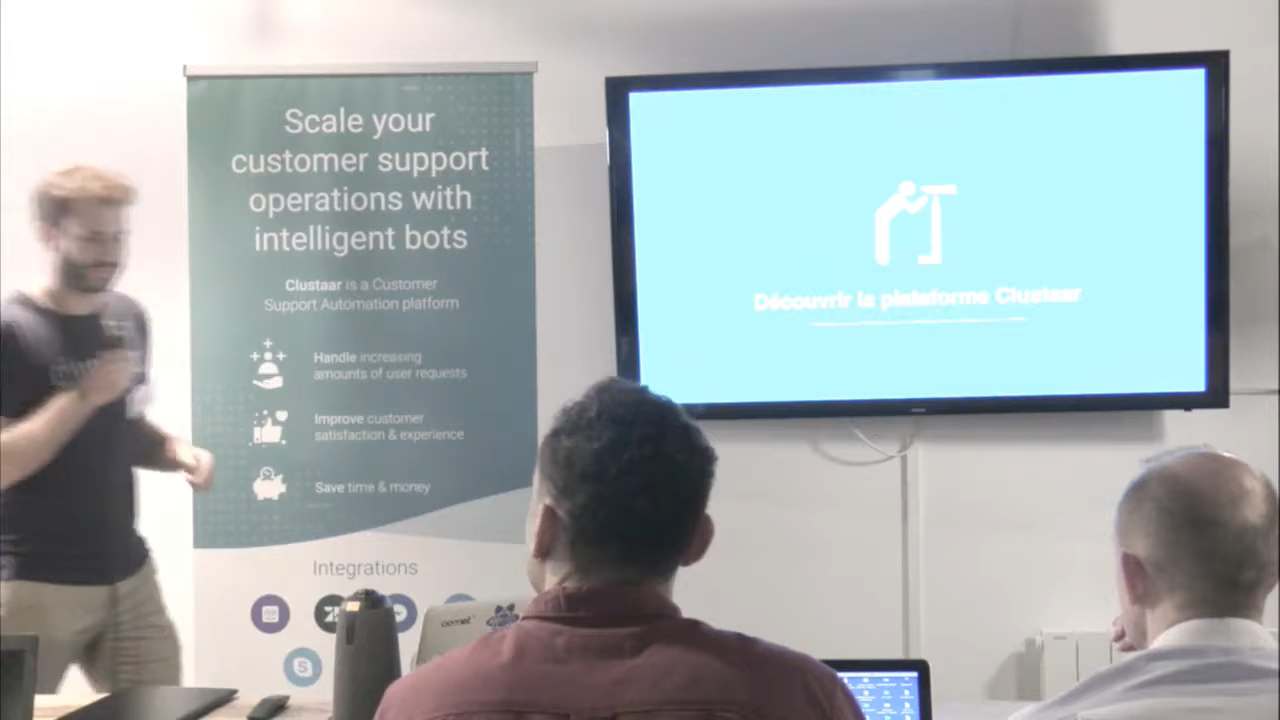 Scale your
customer support
operations with
intelligent bots
Clustaar is a Customer
Support Automation platform
Handle increasing
amounts of user requests
Improve customer
satisfaction & experience
Save time & money
Integrations
Découvrir la plateforme Clustaar